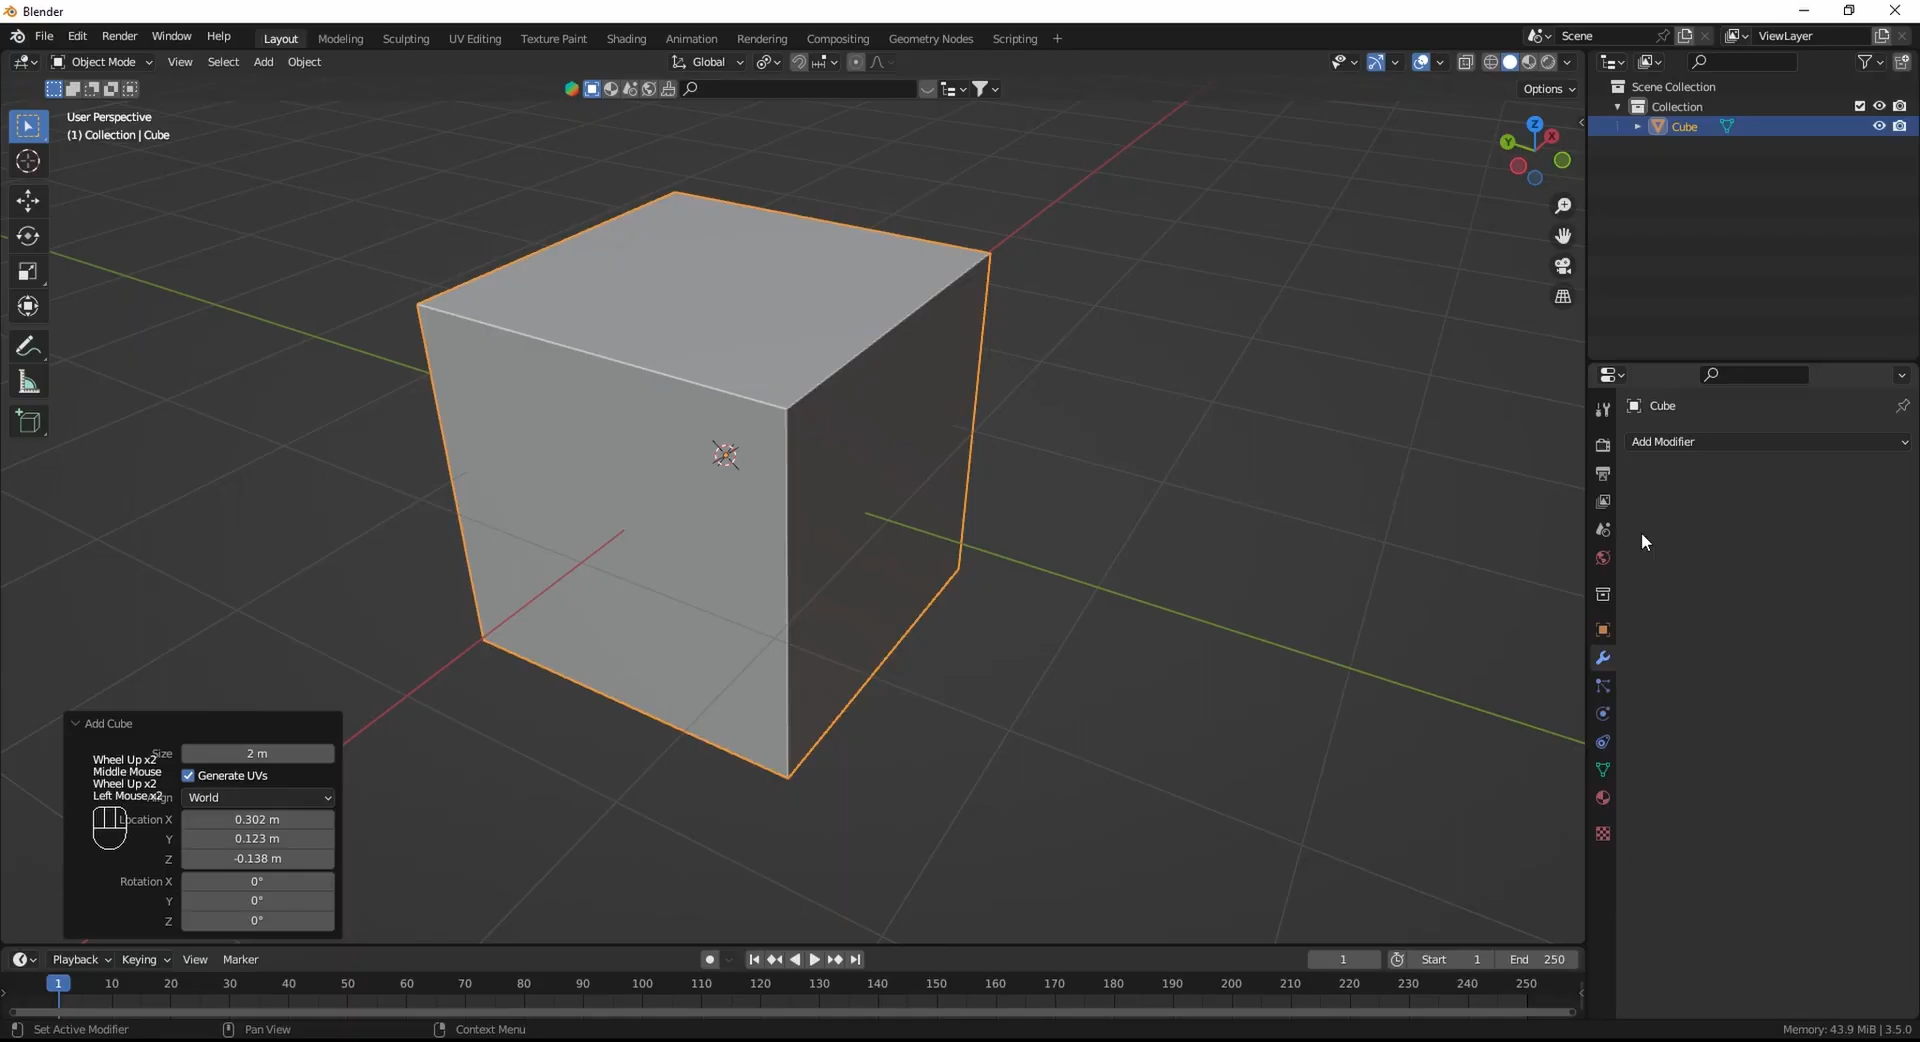 Blender
File Edit Render Window Help Layout Modeling Sculpting UV Editing Texture Paint Shading Animation Rendering Compositing Geometry Nodes Scripting + Scene ViewLayer
Object Mode View Select Add Object Global
Options
User Perspective
(1) Collection | Cube
Z
X
Y
Scene Collection
Collection
Cube
Cube
Add Modifier
Add Cube
Size 2 m
Generate UVs
World
Location X 0.302 m
Y 0.123 m
Z -0.138 m
Rotation X 0°
Y 0°
Z 0°
Wheel Up x2
Middle Mouse
Wheel Up x2
Left Mouse x2
Playback Keying View Marker 1 Start 1 End 250
1 10 20 30 40 50 60 70 80 90 100 110 120 130 140 150 160 170 180 190 200 210 220 230 240 250
Set Active Modifier Pan View Context Menu Memory: 43.9 MiB | 3.5.0